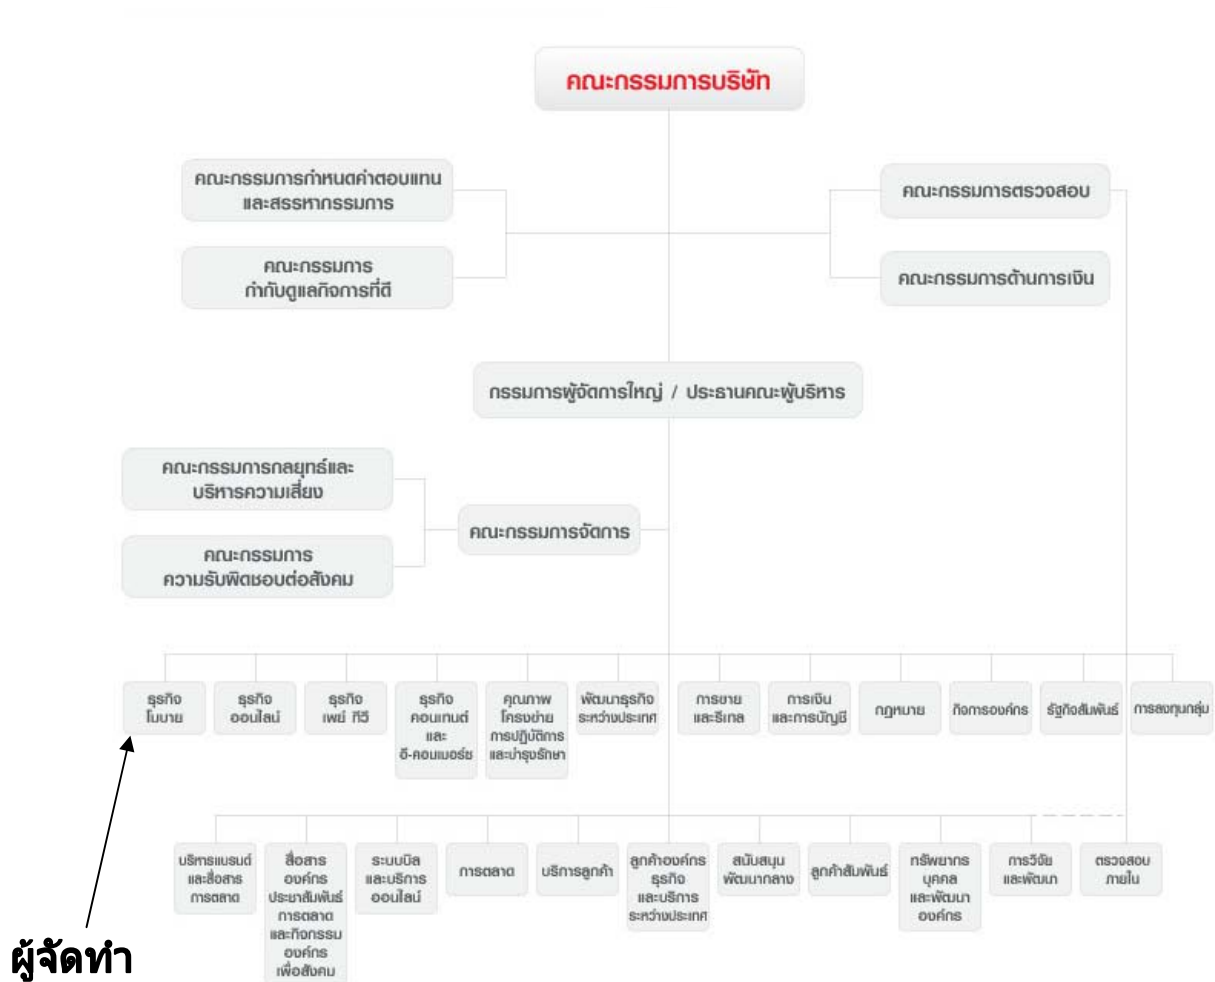 คณะกรรมการบริษัท
คณะกรรมการกำหนดค่าตอบแทน
และสรรหากรรมการ
คณะกรรมการตรวจสอบ
คณะกรรมการ
กำกับดูแลกิจการที่ดี
คณะกรรมการด้านการเงิน
กรรมการผู้จัดการใหญ่ / ประธานคณะผู้บริหาร
คณะกรรมการกลยุทธ์และ
บริหารความเสี่ยง
คณะกรรมการจัดการ
คณะกรรมการ
ความรับผิดชอบต่อสังคม
ธุรกิจ
โมบาย
ธุรกิจ
ออนไลน์
ธุรกิจ
เพย์ ทีวี
ธุรกิจ
คอนเทนต์
และ
อี-คอมเมอร์ซ
คุณภาพ
โครงข่าย
การปฏิบัติการ
และบำรุงรักษา
พัฒนาธุรกิจ
ระหว่างประเทศ
การขาย
และรีเทล
การเงิน
และการบัญชี
กฎหมาย
กิจการองค์กร
รัฐกิจสัมพันธ์
การลงทุนกลุ่ม
บริหารแบรนด์
และสื่อสาร
การตลาด
สื่อสาร
องค์กร
ประชาสัมพันธ์
การตลาด
และกิจกรรม
องค์กร
เพื่อสังคม
ระบบบิล
และบริการ
ออนไลน์
การตลาด
บริการลูกค้า
ลูกค้าองค์กร
ธุรกิจ
และบริการ
ระหว่างประเทศ
สนับสนุน
พัฒนากลาง
ลูกค้าสัมพันธ์
ทรัพยากร
บุคคล
และพัฒนา
องค์กร
การวิจัย
และพัฒนา
ตรวจสอบ
ภายใน
ผู้จัดทำ